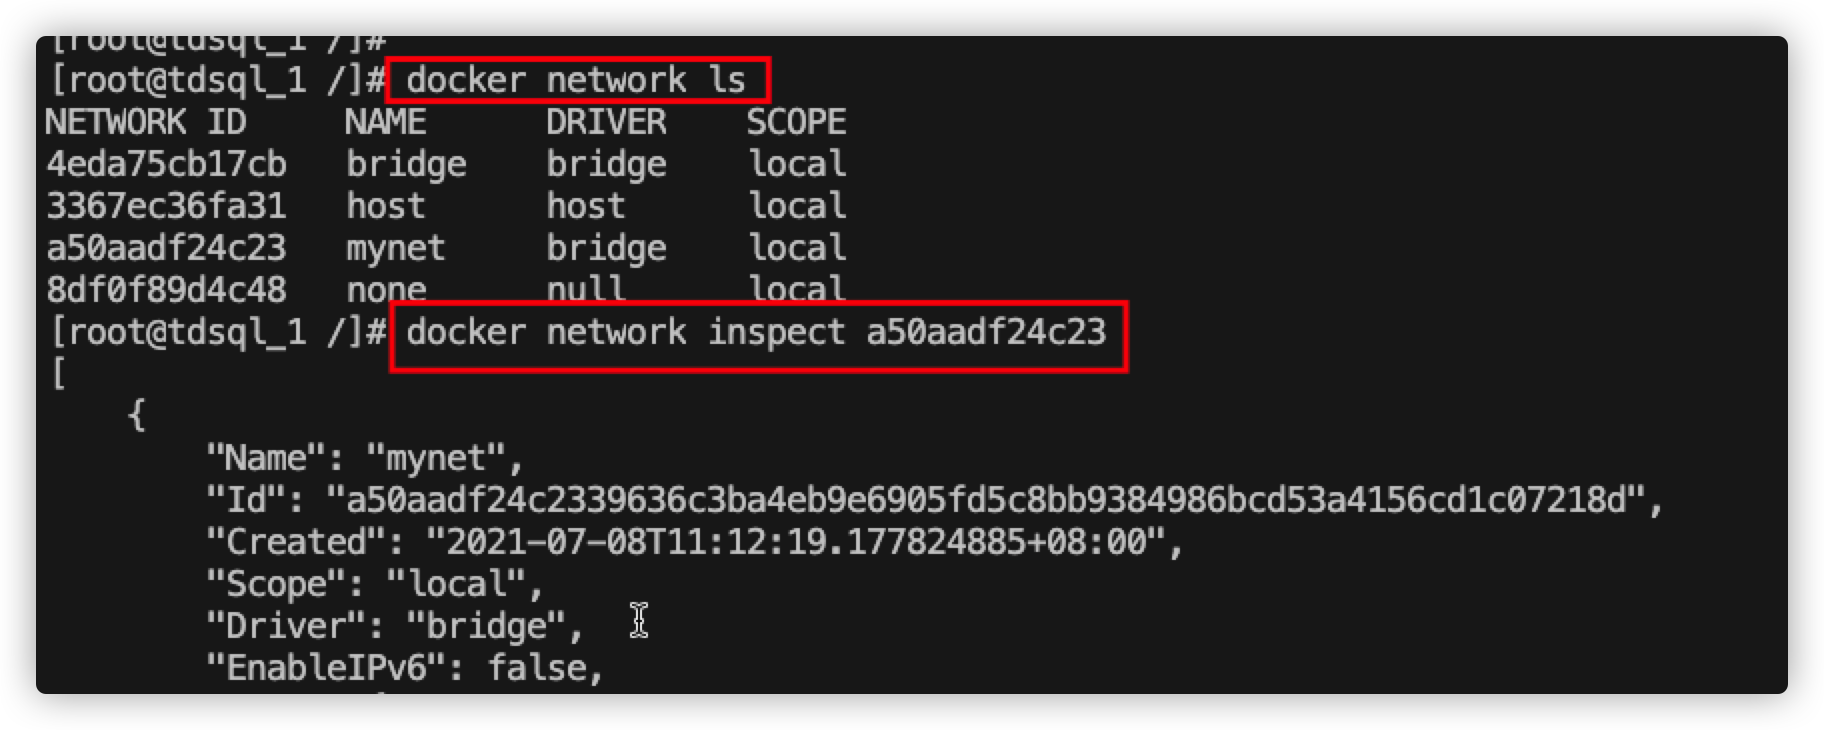 [root@tdsql_1 /]#
[root@tdsql_1 /]# docker network ls
NETWORK ID     NAME      DRIVER    SCOPE
4eda75cb17cb   bridge    bridge    local
3367ec36fa31   host      host      local
a50aadf24c23   mynet     bridge    local
8df0f89d4c48   none      null      local
[root@tdsql_1 /]# docker network inspect a50aadf24c23
[
    {
        "Name": "mynet",
        "Id": "a50aadf24c2339636c3ba4eb9e6905fd5c8bb9384986bcd53a4156cd1c07218d",
        "Created": "2021-07-08T11:12:19.177824885+08:00",
        "Scope": "local",
        "Driver": "bridge",
        "EnableIPv6": false,